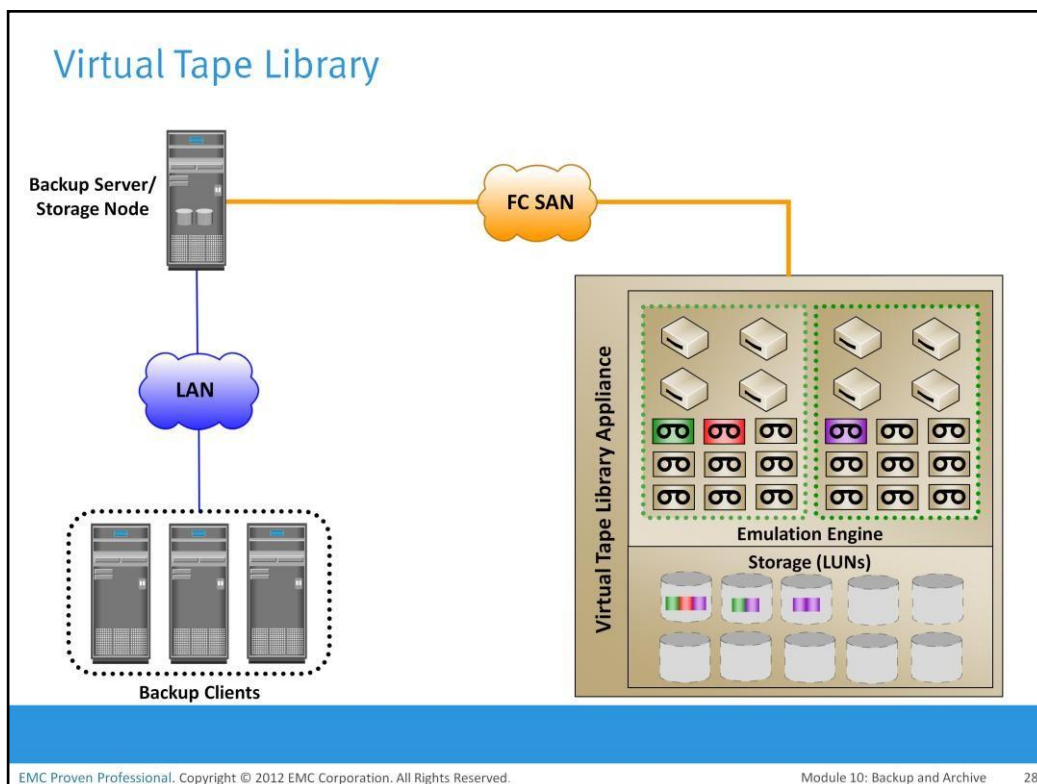 Virtual Tape Library
Backup Server/
Storage Node
FC SAN
LAN
Backup Clients
Virtual Tape Library Appliance
Emulation Engine
Storage (LUNs)
EMC Proven Professional. Copyright © 2012 EMC Corporation. All Rights Reserved.
Module 10: Backup and Archive 28